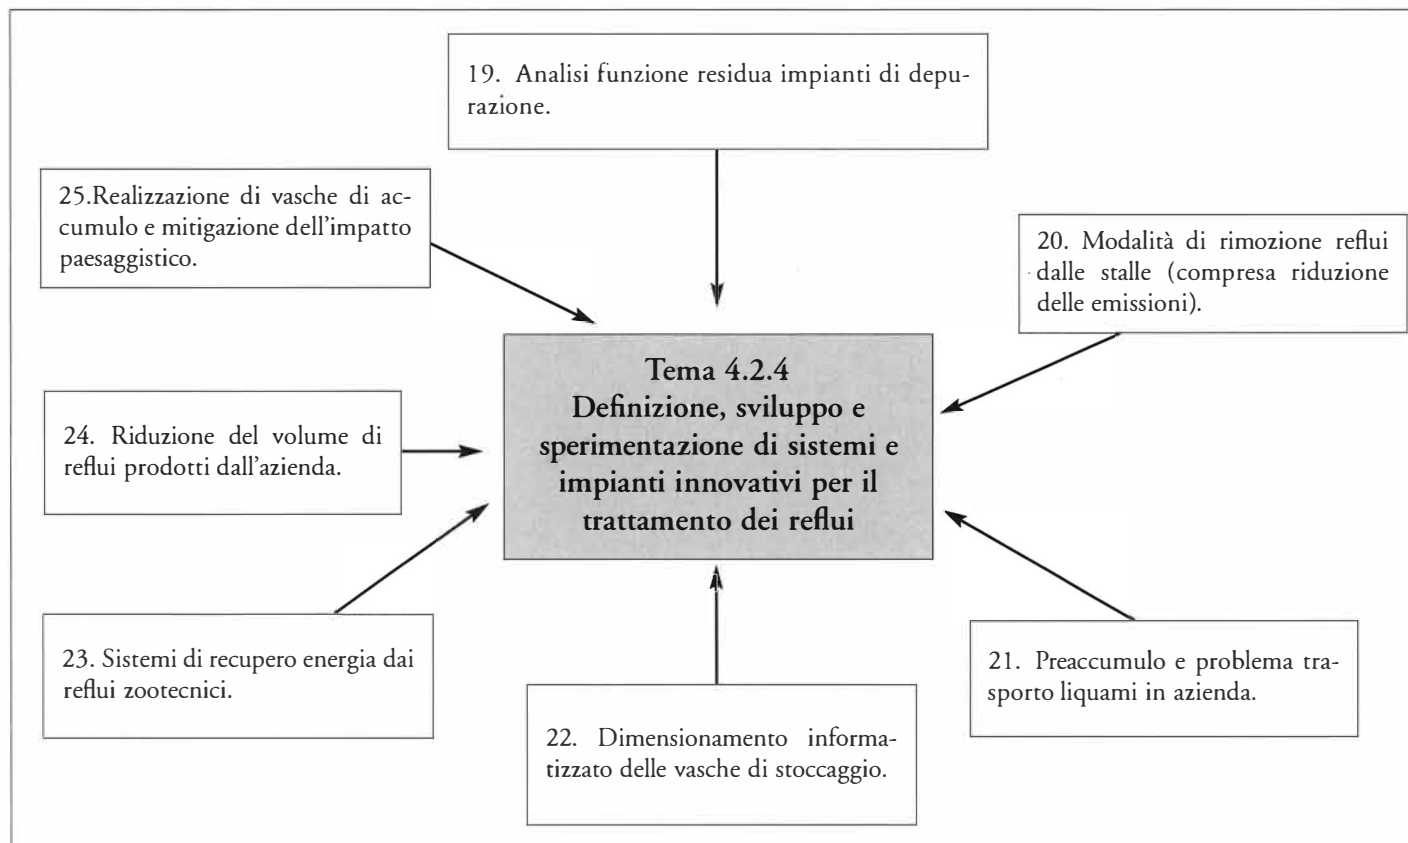 19. Analisi funzione residua impianti di depu-
razione.
25.Realizzazione di vasche di ac-
cumulo e mitigazione dell'impatto
paesaggistico.
20. Modalità di rimozione reflui
dalle stalle (compresa riduzione
delle emissioni).
Tema 4.2.4
Definizione, sviluppo e
sperimentazione di sistemi e
impianti innovativi per il
trattamento dei reflui
24. Riduzione del volume di
reflui prodotti dall'azienda.
23. Sistemi di recupero energia dai
reflui zootecnici.
21. Preaccumulo e problema tra-
sporto liquami in azienda.
22. Dimensionamento informa-
tizzato delle vasche di stoccaggio.